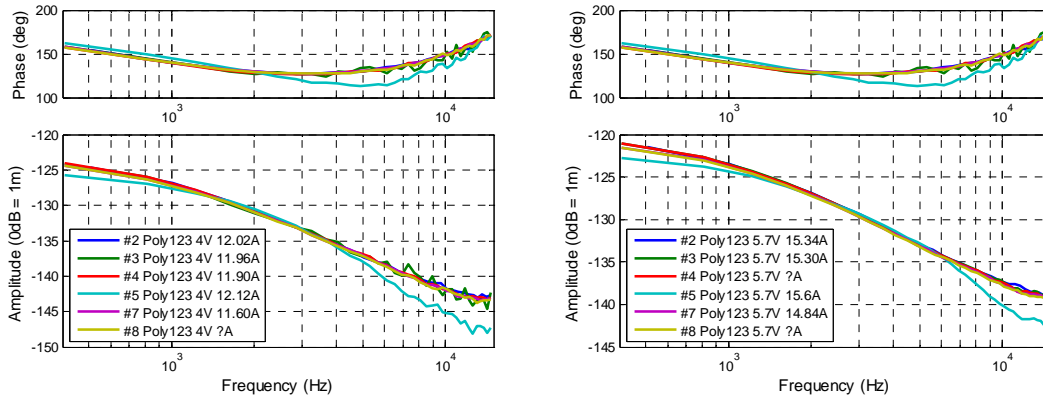 200
150
100
Phase (deg)
10^3
10^4
-120
-125
-130
-135
-140
-145
-150
Amplitude (0dB = 1m)
#2 Poly123 4V 12.02A
#3 Poly123 4V 11.96A
#4 Poly123 4V 11.90A
#5 Poly123 4V 12.12A
#7 Poly123 4V 11.60A
#8 Poly123 4V ?A
10^3
10^4
Frequency (Hz)
200
150
100
Phase (deg)
10^3
10^4
-120
-125
-130
-135
-140
-145
Amplitude (0dB = 1m)
#2 Poly123 5.7V 15.34A
#3 Poly123 5.7V 15.30A
#4 Poly123 5.7V ?A
#5 Poly123 5.7V 15.6A
#7 Poly123 5.7V 14.84A
#8 Poly123 5.7V ?A
10^3
10^4
Frequency (Hz)